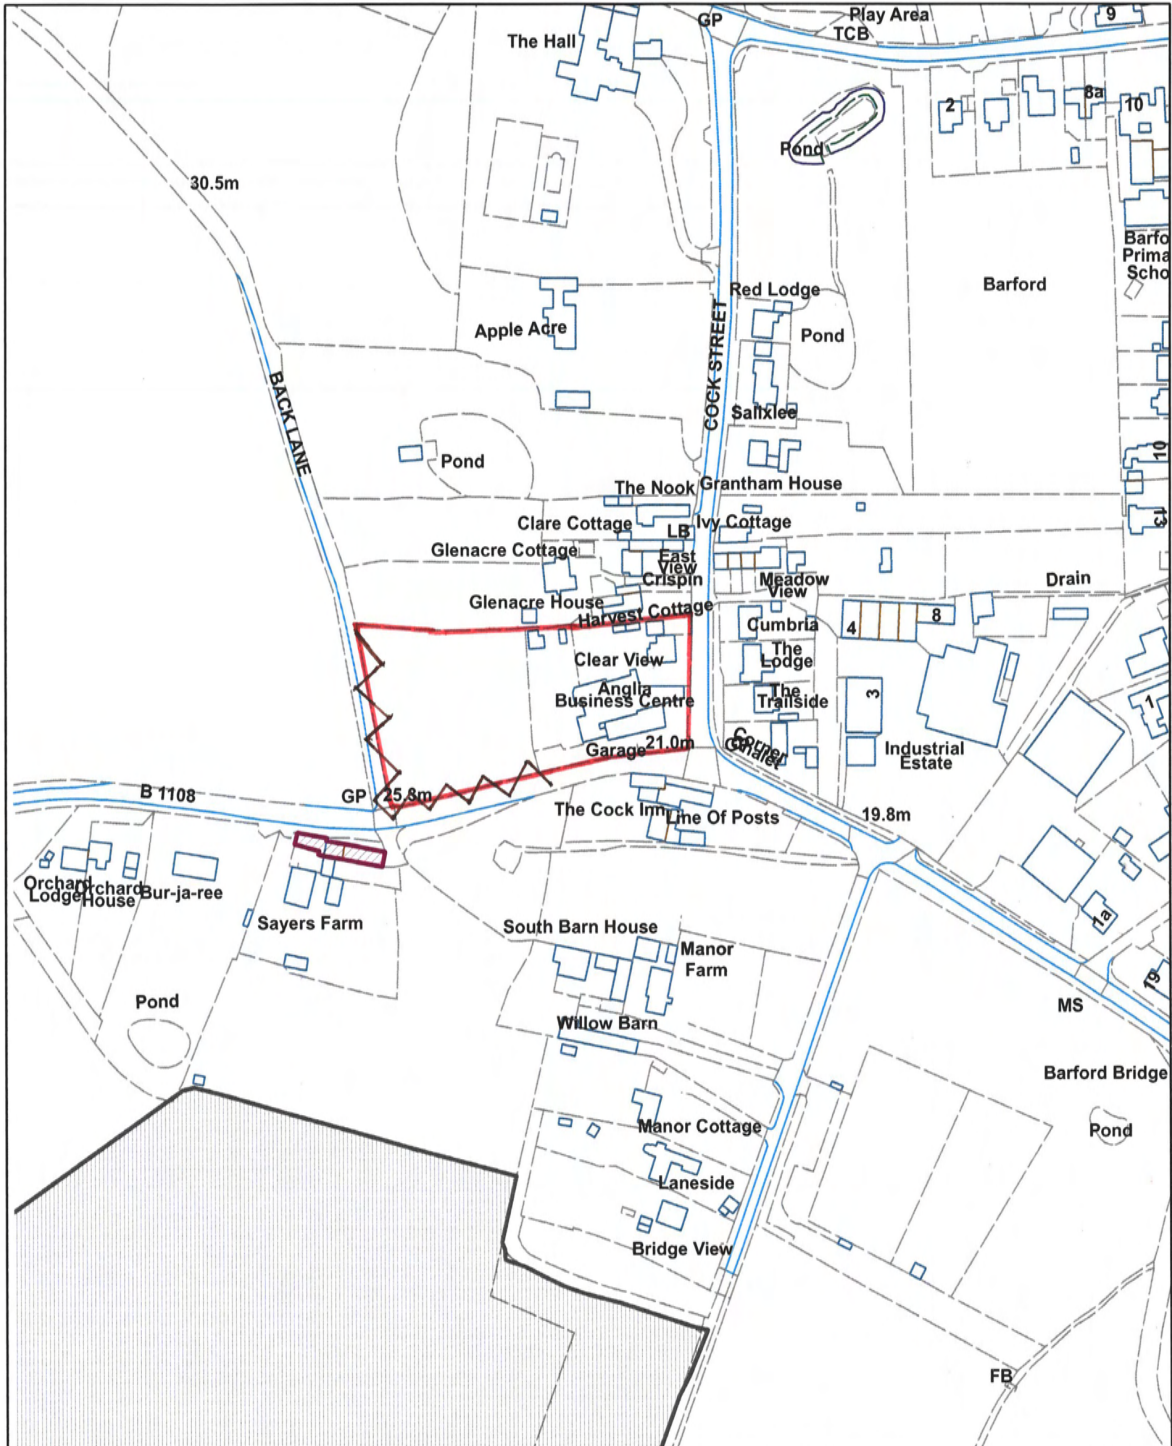 GP
Play Area
TCB
9
The Hall
2
8a
10
Pond
30.5m
Barfo
Prima
Scho
Barford
Red Lodge
Apple Acre
Pond
COCK STREET
BACK LANE
Sallxlee
Pond
10
The Nook
Grantham House
Clare Cottage
LB
Ivy Cottage
13
Glenacre Cottage
East
View
Crispin
Meadow
View
Drain
Glenacre House
Harvest Cottage
Cumbria
4
8
Clear View
The
Lodge
Anglia
Business Centre
The
Trailside
3
1
Garage
21.0m
Corner
Chalet
Industrial
Estate
B 1108
GP
25.8m
The Cock Inn
Line Of Posts
19.8m
Orchard
Lodge
Orchard
House
Bur-ja-ree
Sayers Farm
1a
South Barn House
Manor
Farm
19
Pond
MS
Willow Barn
Barford Bridge
Manor Cottage
Pond
Laneside
Bridge View
FB